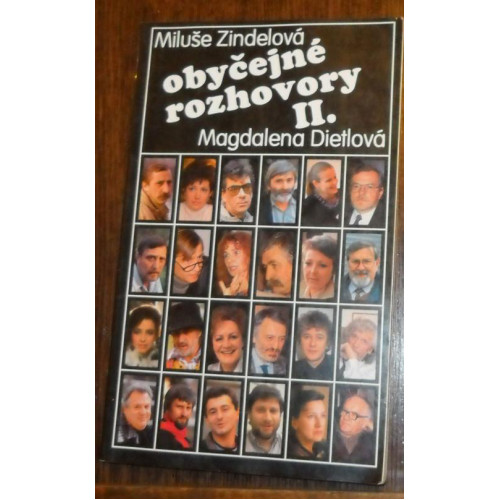 Miluše Zindelová
obyčejné
rozhovory
II.
Magdalena Dietlová